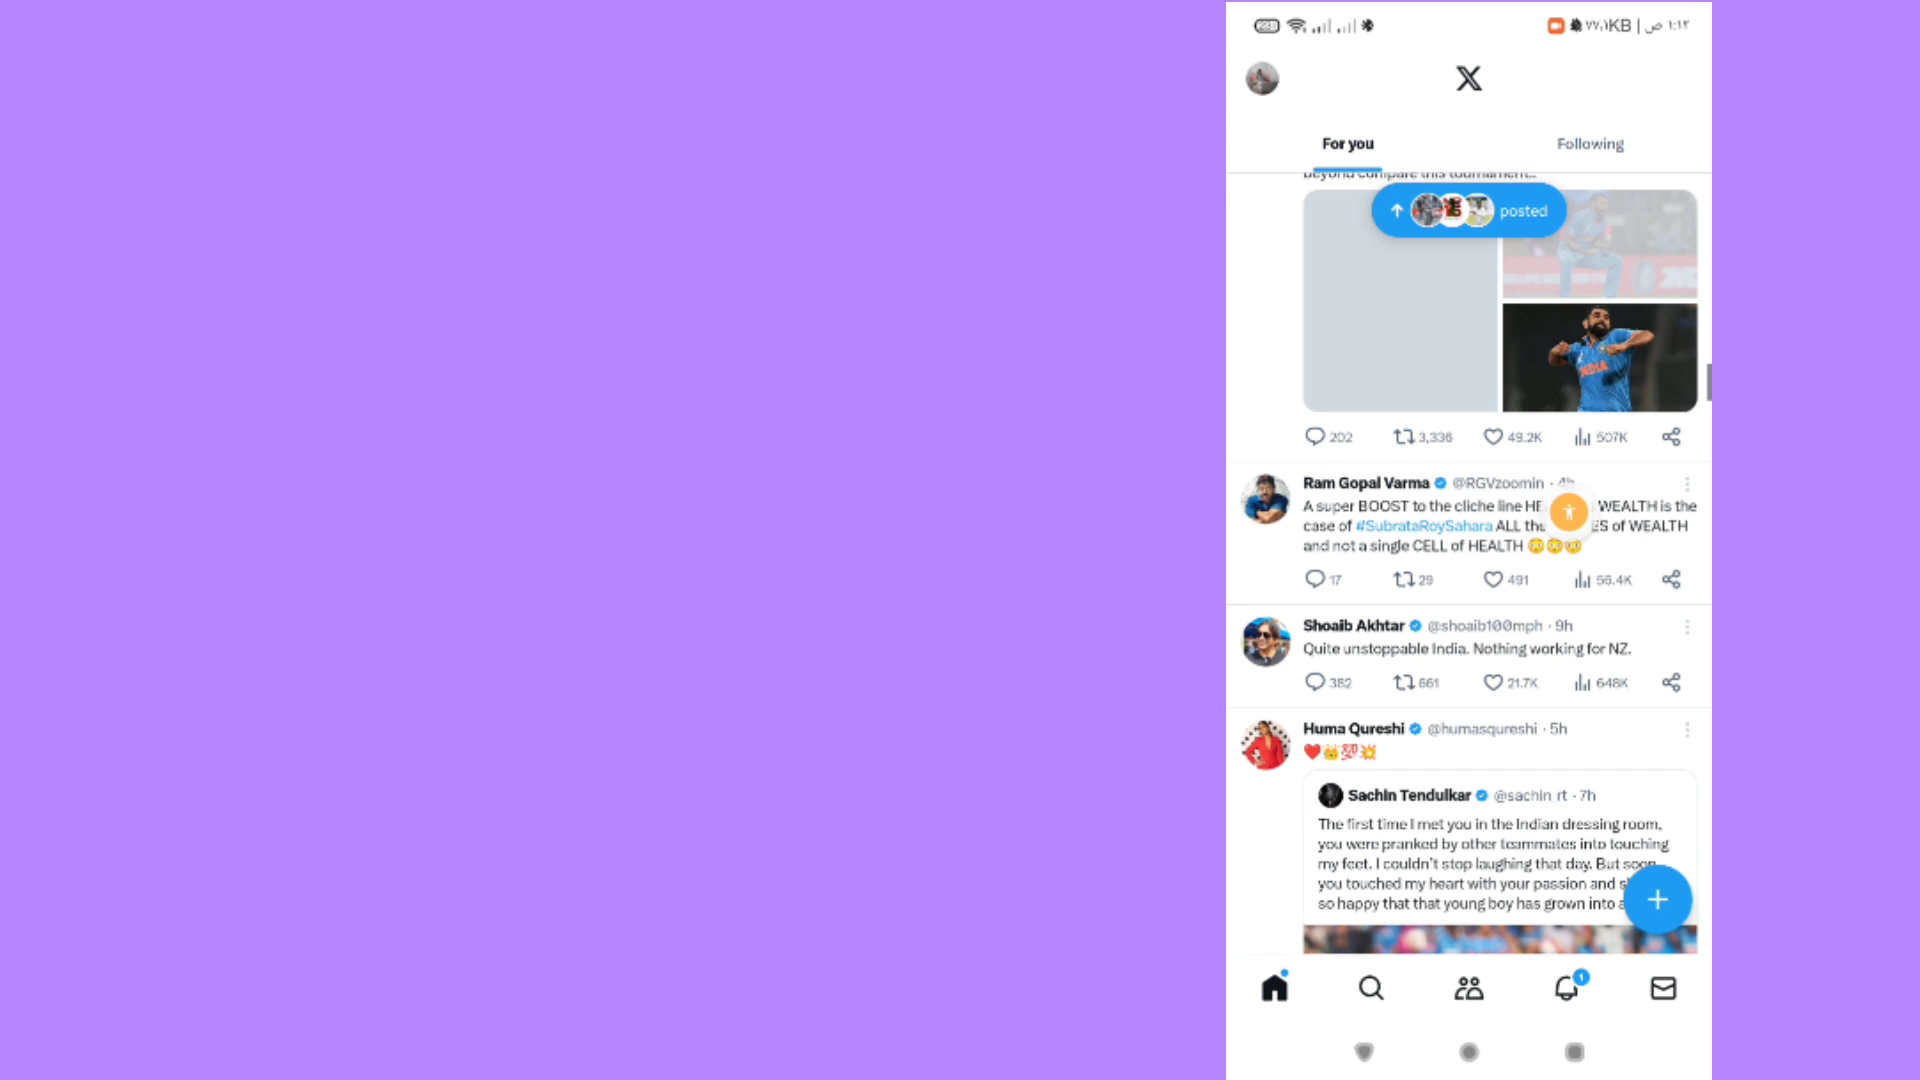 ٧٧,١KB | ص ١:١٢
For you
Following
beyond compare this tournament...
posted
INDIA
202 3,336 49.2K 507K
Ram Gopal Varma @RGVzoomin · 4h
A super BOOST to the cliche line WEALTH is the
case of #SubrataRoySahara ALL the of WEALTH
and not a single CELL of HEALTH 😳😳😳
17 29 491 56.4K
Shoaib Akhtar @shoaib100mph · 9h
Quite unstoppable India. Nothing working for NZ.
382 661 21.7K 648K
Huma Qureshi @humasqureshi · 5h
❤️👑💯💥
Sachin Tendulkar @sachin_rt · 7h
The first time I met you in the Indian dressing room,
you were pranked by other teammates into touching
my feet. I couldn't stop laughing that day. But soon,
you touched my heart with your passion and
so happy that that young boy has grown into a
1